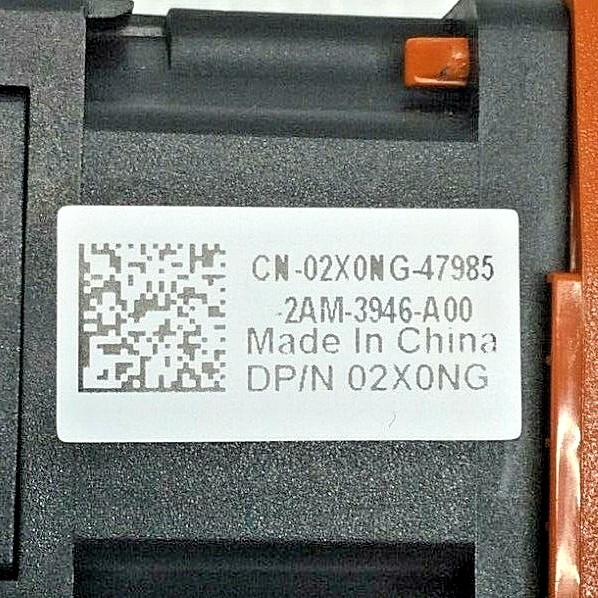 CN-02X0NG-47985
-2AM-3946-A00
Made In China
DP/N 02X0NG